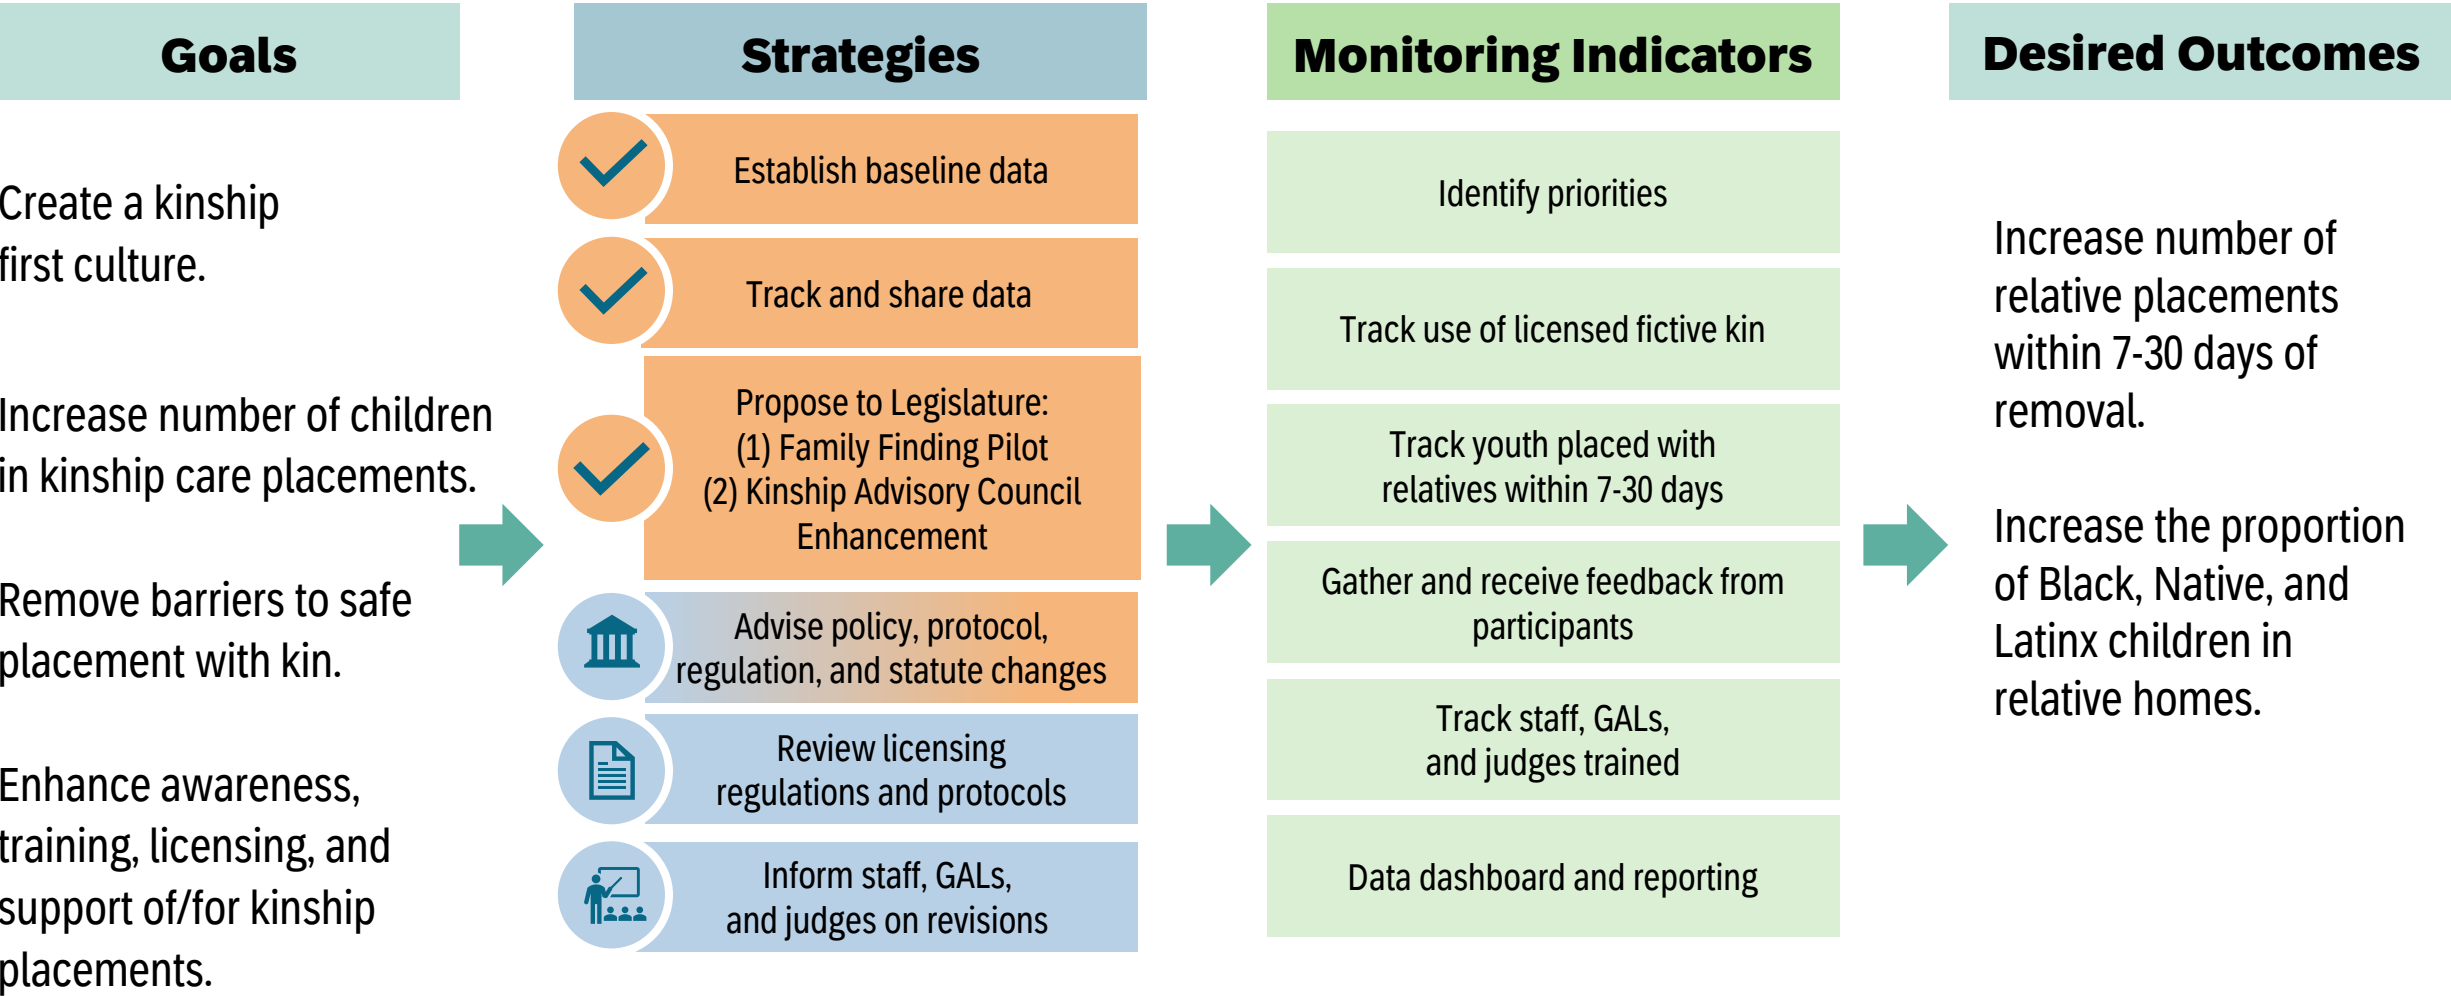 Goals
Create a kinship
first culture.
Increase number of children
in kinship care placements.
Remove barriers to safe
placement with kin.
Enhance awareness,
training, licensing, and
support of/for kinship
placements.
Strategies
Establish baseline data
Track and share data
Propose to Legislature:
(1) Family Finding Pilot
(2) Kinship Advisory Council
Enhancement
Advise policy, protocol,
regulation, and statute changes
Review licensing
regulations and protocols
Inform staff, GALs,
and judges on revisions
Monitoring Indicators
Identify priorities
Track use of licensed fictive kin
Track youth placed with
relatives within 7-30 days
Gather and receive feedback from
participants
Track staff, GALs,
and judges trained
Data dashboard and reporting
Desired Outcomes
Increase number of
relative placements
within 7-30 days of
removal.
Increase the proportion
of Black, Native, and
Latinx children in
relative homes.